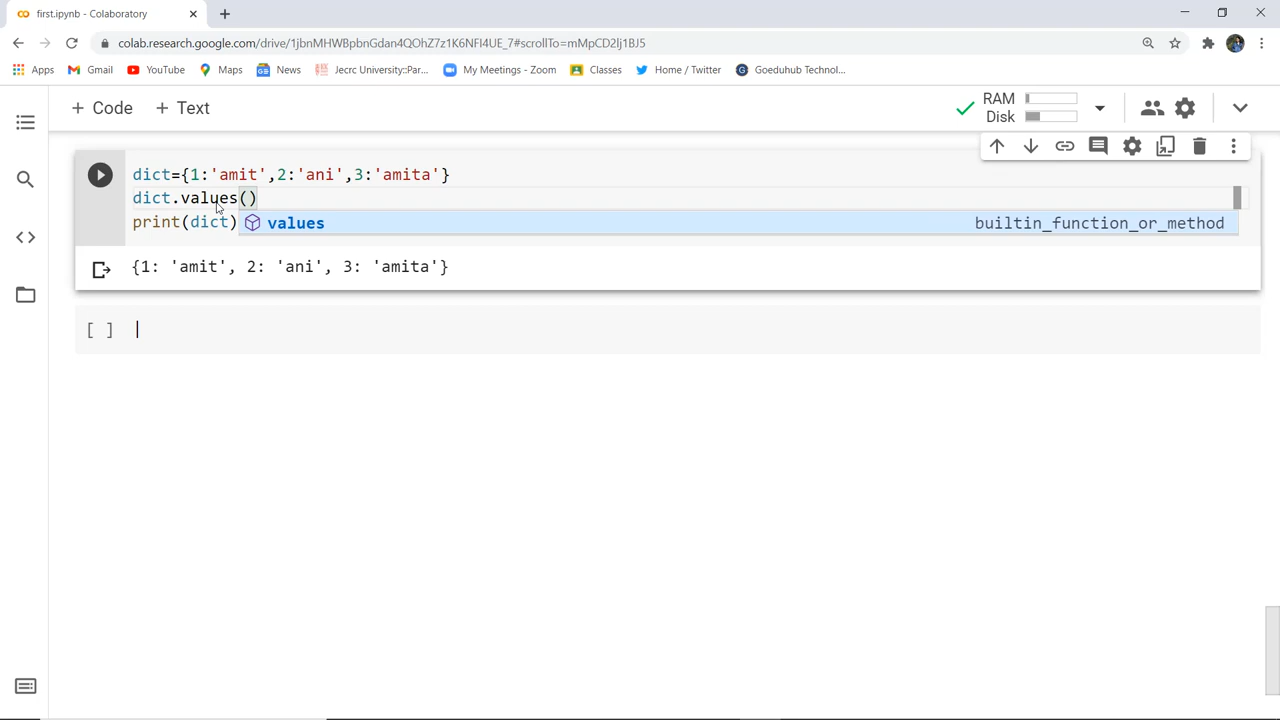 first.ipynb - Colaboratory
colab.research.google.com/drive/1jbnMHWBpbnGdan4QOhZ7z1K6NFI4UE_7#scrollTo=mMpCD2lj1BJ5
Apps Gmail YouTube Maps News Jecrc University::Par... My Meetings - Zoom Classes Home / Twitter Goeduhub Technol...
+ Code + Text
RAM
Disk
dict={1:'amit',2:'ani',3:'amita'}
dict.values()
print(dict) values builtin_function_or_method
{1: 'amit', 2: 'ani', 3: 'amita'}
[ ]